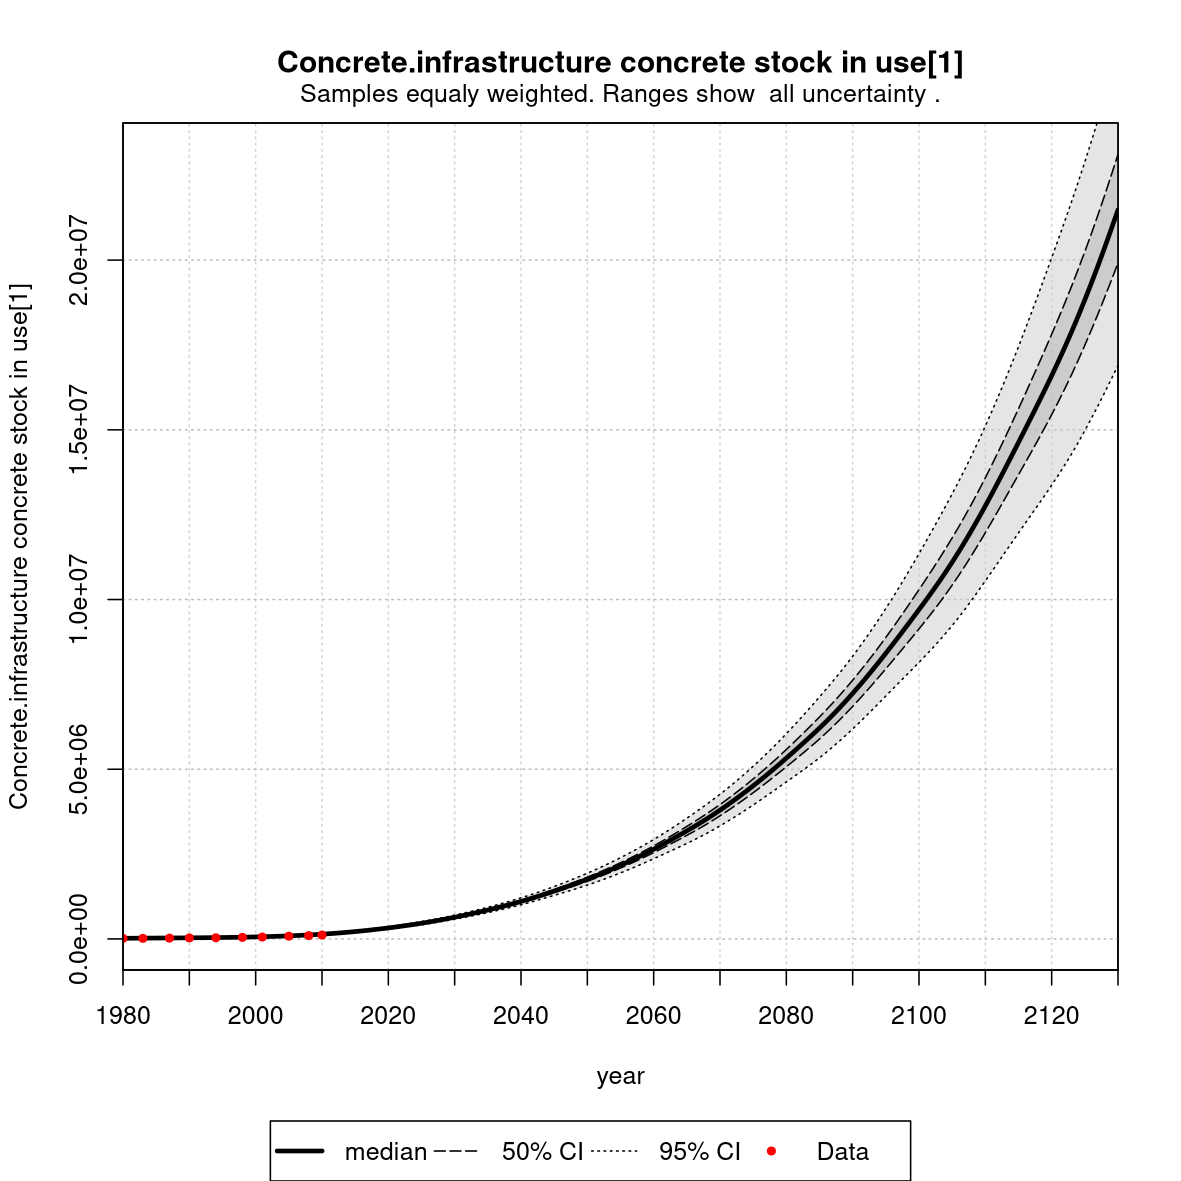 Concrete.infrastructure concrete stock in use[1]
Samples equaly weighted. Ranges show  all uncertainty .
Concrete.infrastructure concrete stock in use[1]
2.0e+07
1.5e+07
1.0e+07
5.0e+06
0.0e+00
1980 2000 2020 2040 2060 2080 2100 2120
year
median 50% CI 95% CI Data